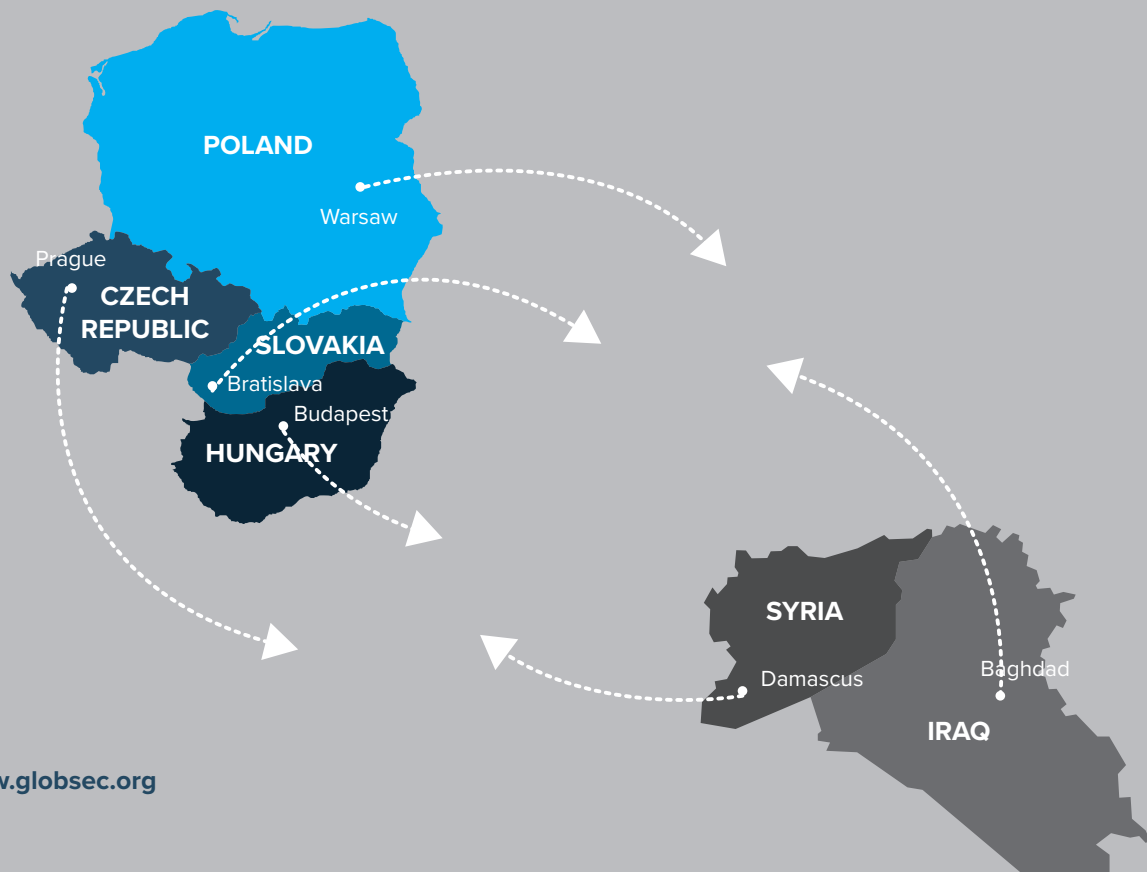 POLAND
Warsaw
Prague
CZECH
REPUBLIC
SLOVAKIA
Bratislava
Budapest
HUNGARY
SYRIA
Damascus
Baghdad
IRAQ
.globsec.org